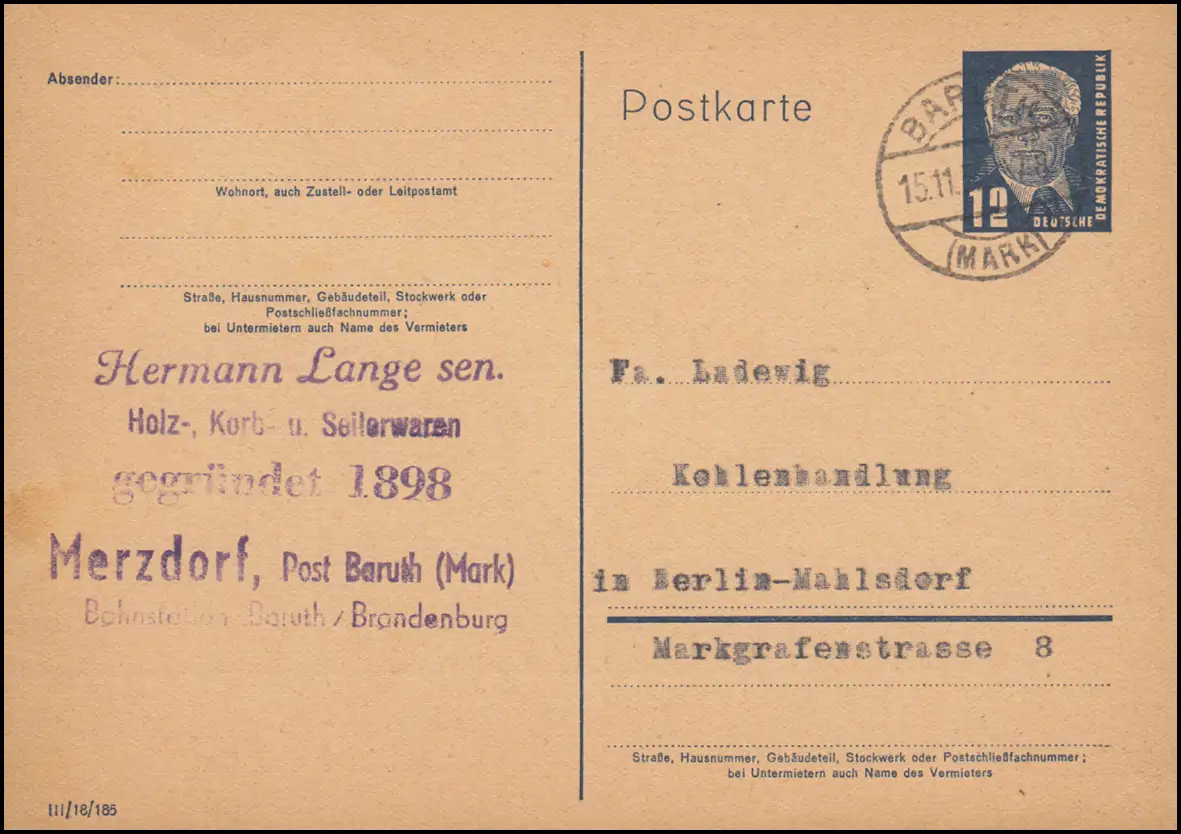 Absender:
Wohnort, auch Zustell- oder Leitpostamt
Straße, Hausnummer, Gebäudeteil, Stockwerk oder
Postschließfachnummer;
bei Untermietern auch Name des Vermieters
Hermann Lange sen.
Holz-, Korb- u. Seilerwaren
gegründet 1898
Merzdorf, Post Baruth (Mark)
Bahnstation Baruth / Brandenburg
III/18/185
Postkarte
15.11.
(MARK)
12
DEUTSCHE
DEMOKRATISCHE REPUBLIK
Fa. Ladewig
Kohlenhandlung
in Berlin-Mahlsdorf
Markgrafenstrasse 8
Straße, Hausnummer, Gebäudeteil, Stockwerk oder Postschließfachnummer;
bei Untermietern auch Name des Vermieters